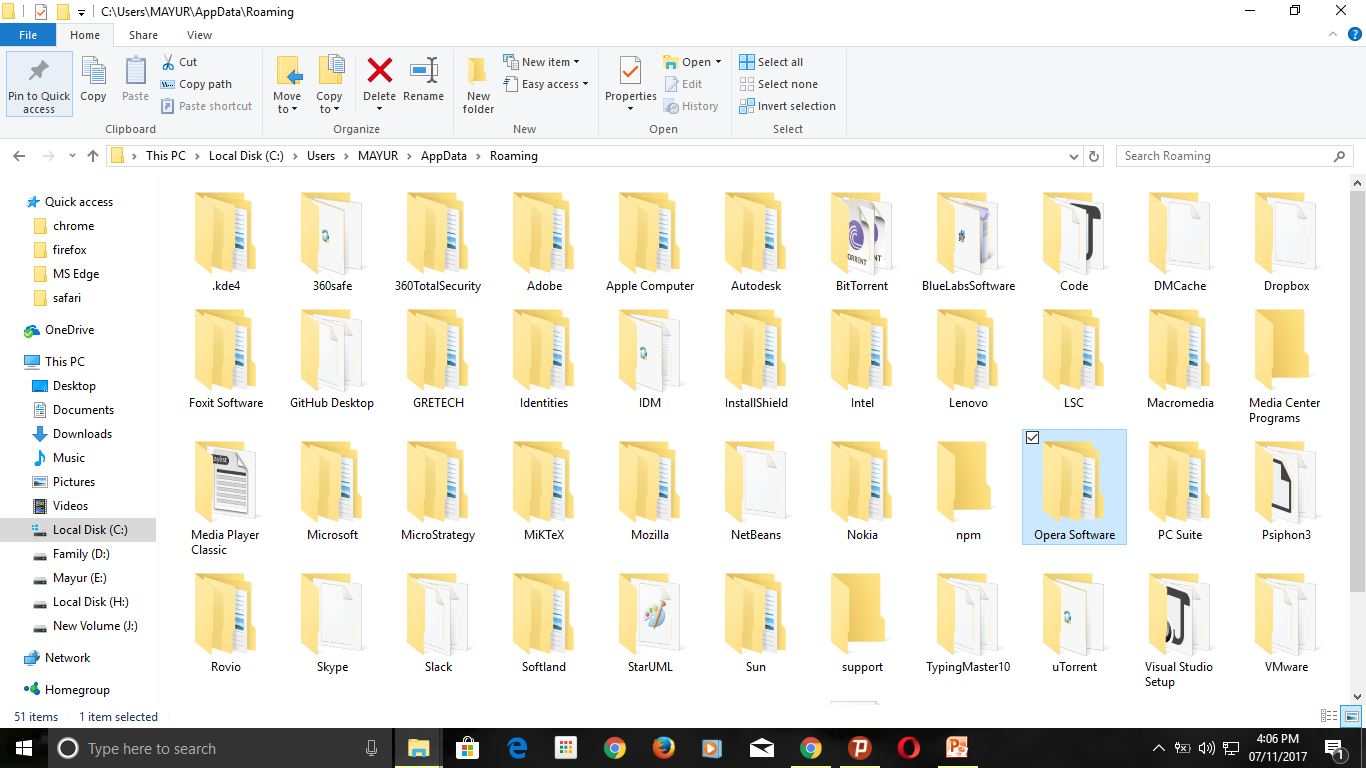 C:\Users\MAYUR\AppData\Roaming
File Home Share View
Pin to Quick access
Copy
Paste
Cut
Copy path
Paste shortcut
Clipboard
Move to
Copy to
Delete
Rename
Organize
New folder
New item
Easy access
New
Properties
Open
Edit
History
Open
Select all
Select none
Invert selection
Select
This PC > Local Disk (C:) > Users > MAYUR > AppData > Roaming
Search Roaming
Quick access
chrome
firefox
MS Edge
safari
OneDrive
This PC
Desktop
Documents
Downloads
Music
Pictures
Videos
Local Disk (C:)
Family (D:)
Mayur (E:)
Local Disk (H:)
New Volume (J:)
Network
Homegroup
TORRENT
.kde4 360safe 360TotalSecurity Adobe Apple Computer Autodesk BitTorrent BlueLabsSoftware Code DMCache Dropbox
Foxit Software GitHub Desktop GRETECH Identities IDM InstallShield Intel Lenovo LSC Macromedia Media Center Programs
Media Player Classic Microsoft MicroStrategy MiKTeX Mozilla NetBeans Nokia npm Opera Software PC Suite Psiphon3
Rovio Skype Slack Softland StarUML Sun support TypingMaster10 uTorrent Visual Studio Setup VMware
51 items 1 item selected
Type here to search
4:06 PM
07/11/2017
1